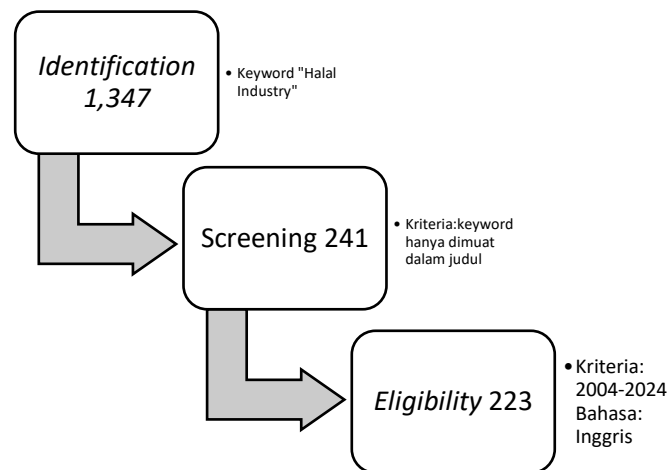 Identification
1,347
• Keyword "Halal
Industry"
Screening 241
• Kriteria:keyword
hanya dimuat
dalam judul
Eligibility 223
• Kriteria:
2004-2024
Bahasa:
Inggris